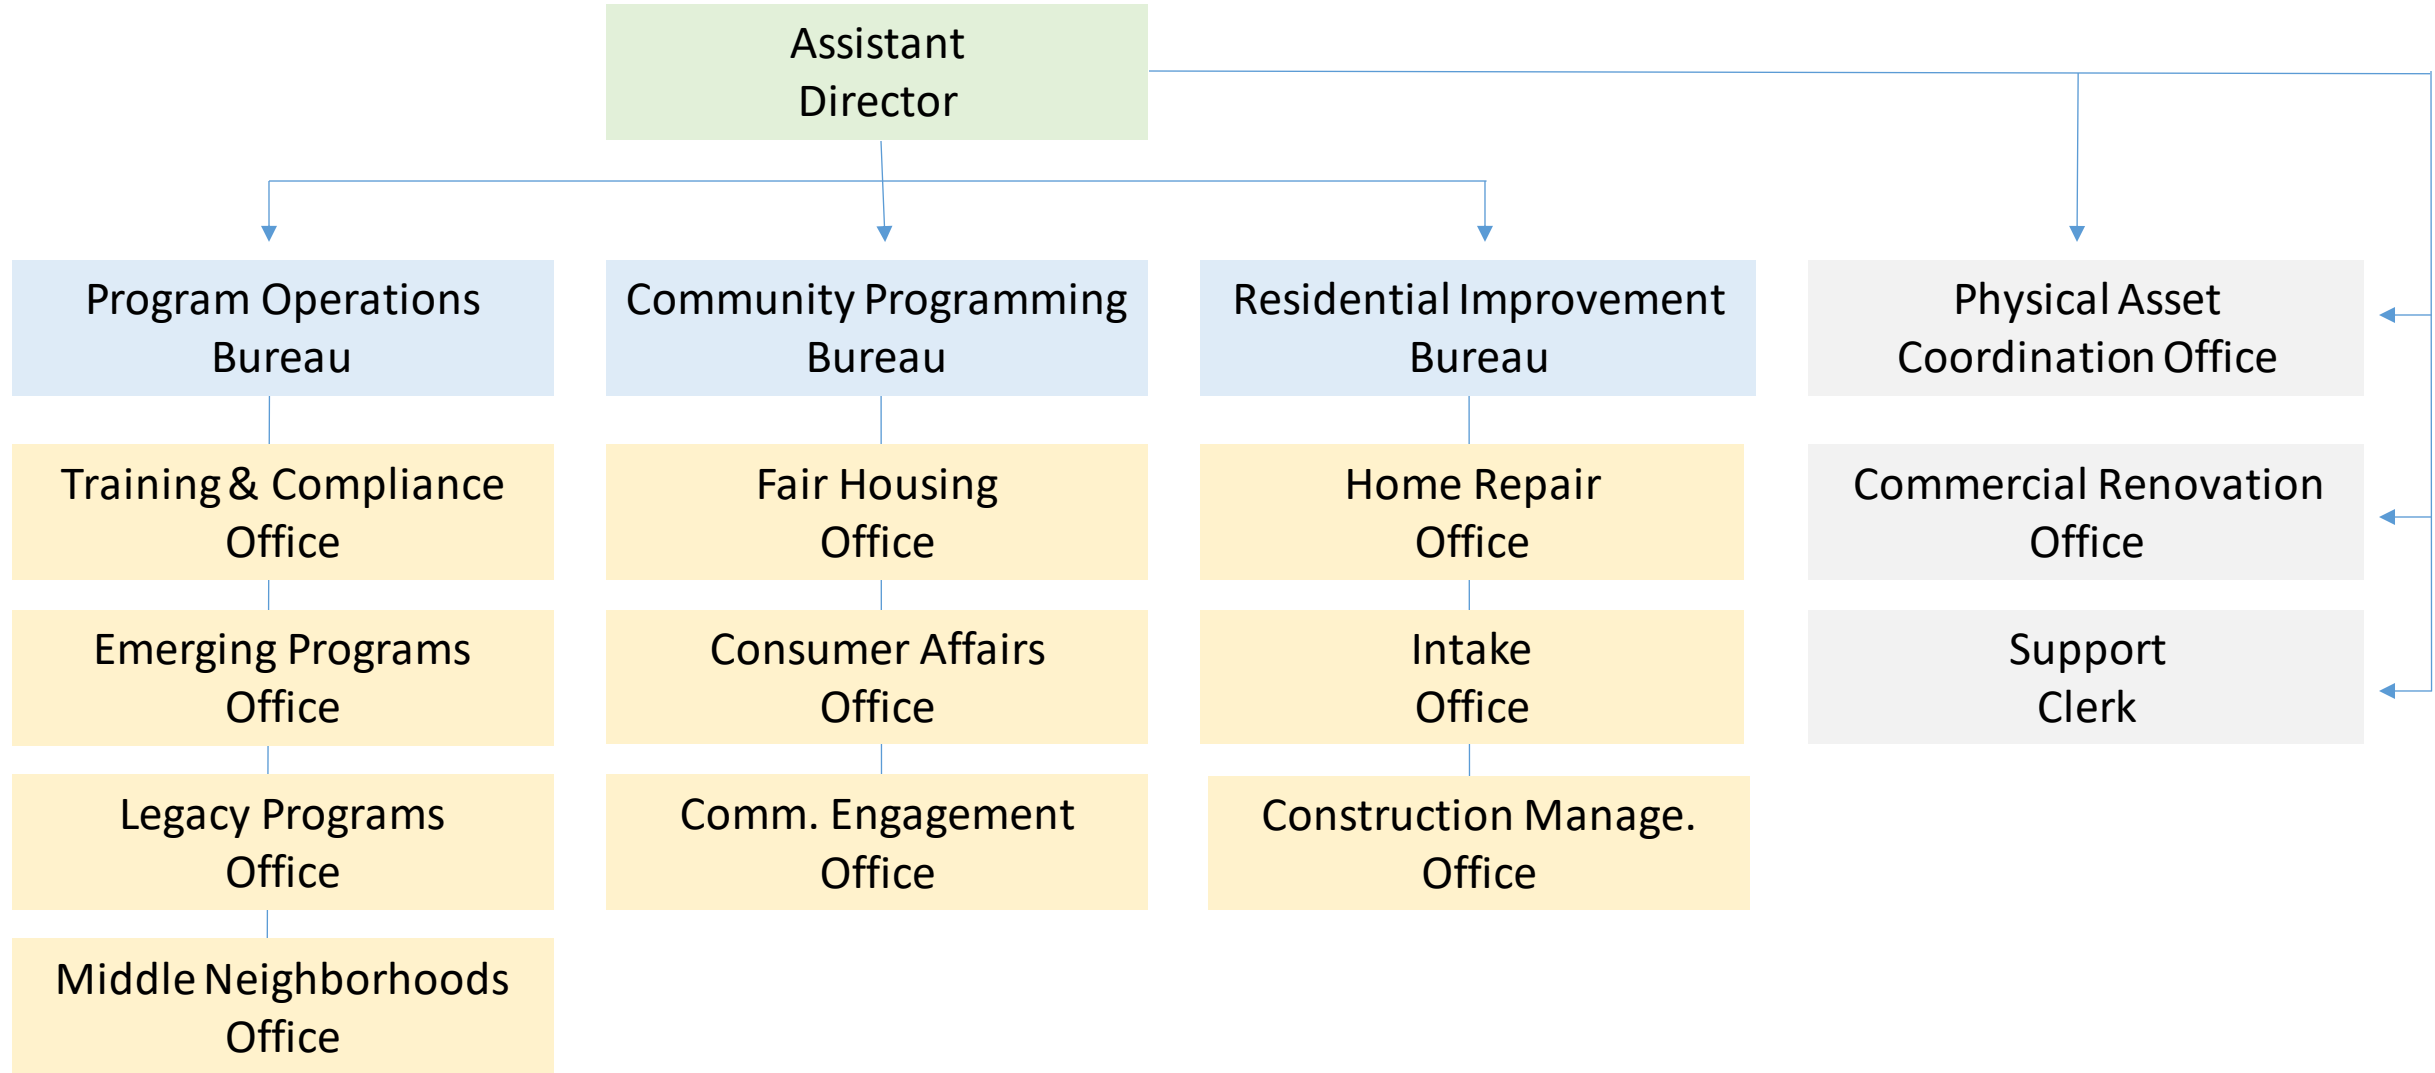 Assistant
Director
Program Operations
Bureau
Community Programming
Bureau
Residential Improvement
Bureau
Physical Asset
Coordination Office
Training & Compliance
Office
Fair Housing
Office
Home Repair
Office
Commercial Renovation
Office
Emerging Programs
Office
Consumer Affairs
Office
Intake
Office
Support
Clerk
Legacy Programs
Office
Comm. Engagement
Office
Construction Manage.
Office
Middle Neighborhoods
Office